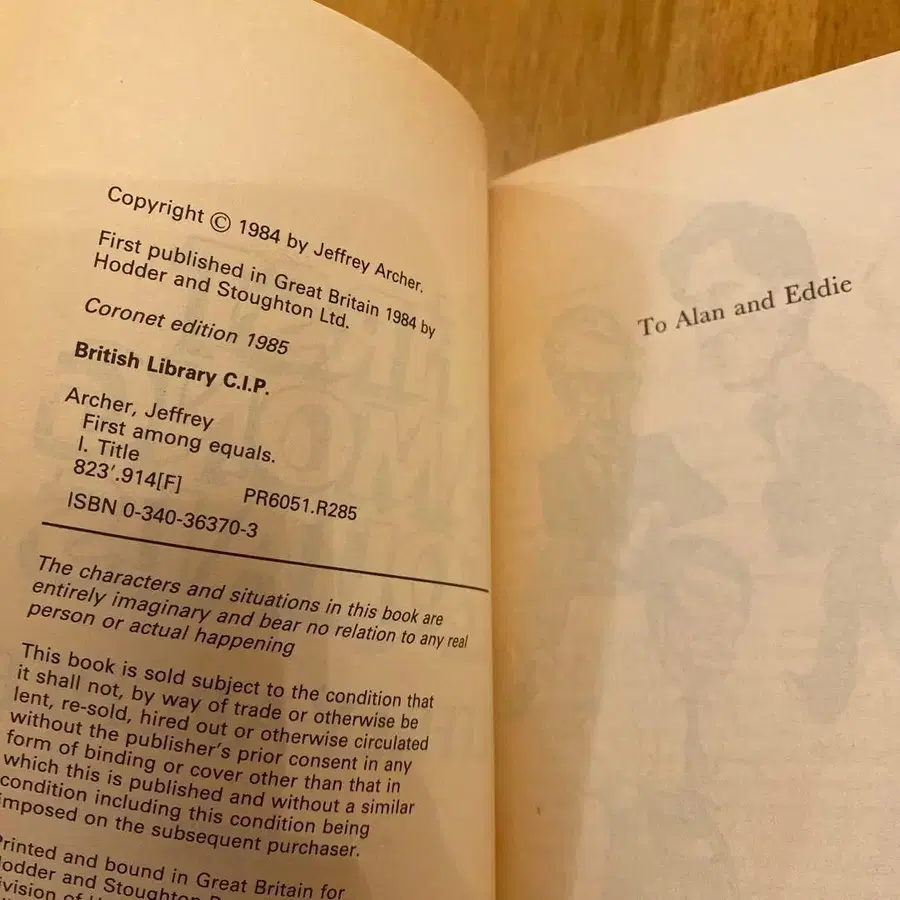 Copyright © 1984 by Jeffrey Archer.
First published in Great Britain 1984 by
Hodder and Stoughton Ltd.
Coronet edition 1985
British Library C.I.P.
Archer, Jeffrey
First among equals.
I. Title
823'.914[F] PR6051.R285
ISBN 0-340-36370-3
The characters and situations in this book are
entirely imaginary and bear no relation to any real
person or actual happening
This book is sold subject to the condition that
it shall not, by way of trade or otherwise be
lent, re-sold, hired out or otherwise circulated
without the publisher's prior consent in any
form of binding or cover other than that in
which this is published and without a similar
condition including this condition being
imposed on the subsequent purchaser.
Printed and bound in Great Britain for
Hodder and Stoughton
To Alan and Eddie